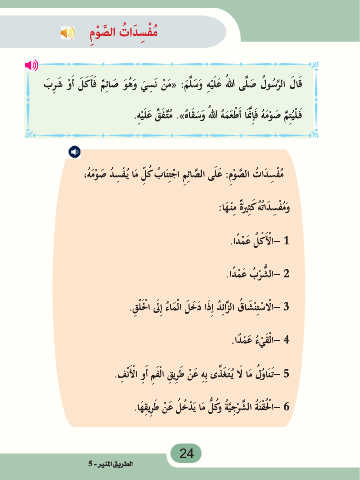 مُفْسِدَاتُ الصَّوْمِ
قَالَ الرَّسُولُ صَلَّى اللهُ عَلَيْهِ وَسَلَّمَ: «مَنْ نَسِيَ وَهُوَ صَائِمٌ فَأَكَلَ أَوْ شَرِبَ
فَلْيُتِمَّ صَوْمَهُ فَإِنَّمَا أَطْعَمَهُ اللهُ وَسَقَاهُ». مُتَّفَقٌ عَلَيْهِ.
مُفْسِدَاتُ الصَّوْمِ: عَلَى الصَّائِمِ اجْتِنَابُ كُلِّ مَا يُفْسِدُ صَوْمَهُ،
وَمُفْسِدَاتُهُ كَثِيرَةٌ مِنْهَا:
1 –الْأَكْلُ عَمْدًا.
2 –الشُّرْبُ عَمْدًا.
3 –الْاسْتِنْشَاقُ الزَّائِدُ إِذَا دَخَلَ الْمَاءُ إِلَى الْحَلْقِ.
4 –الْقَيْءُ عَمْدًا.
5 –تَنَاوُلُ مَا لَا يُتَغَذَّى بِهِ عَنْ طَرِيقِ الْفَمِ أَوِ الْأَنْفِ.
6 –الْحُقْنَةُ الشَّرْجِيَّةُ وَكُلُّ مَا يَدْخُلُ عَنْ طَرِيقِهَا.
24
الطريق المنير - 5